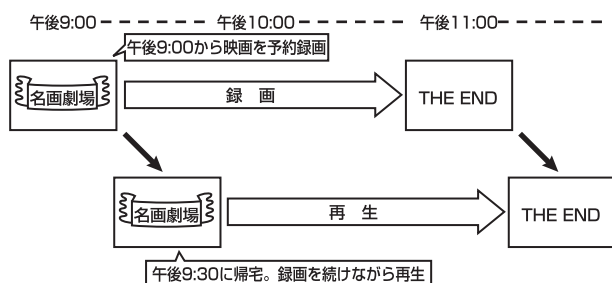 午後9:00 午後10:00 午後11:00
午後9:00から映画を予約録画
名画劇場
録 画
THE END
名画劇場
再 生
THE END
午後9:30に帰宅。録画を続けながら再生